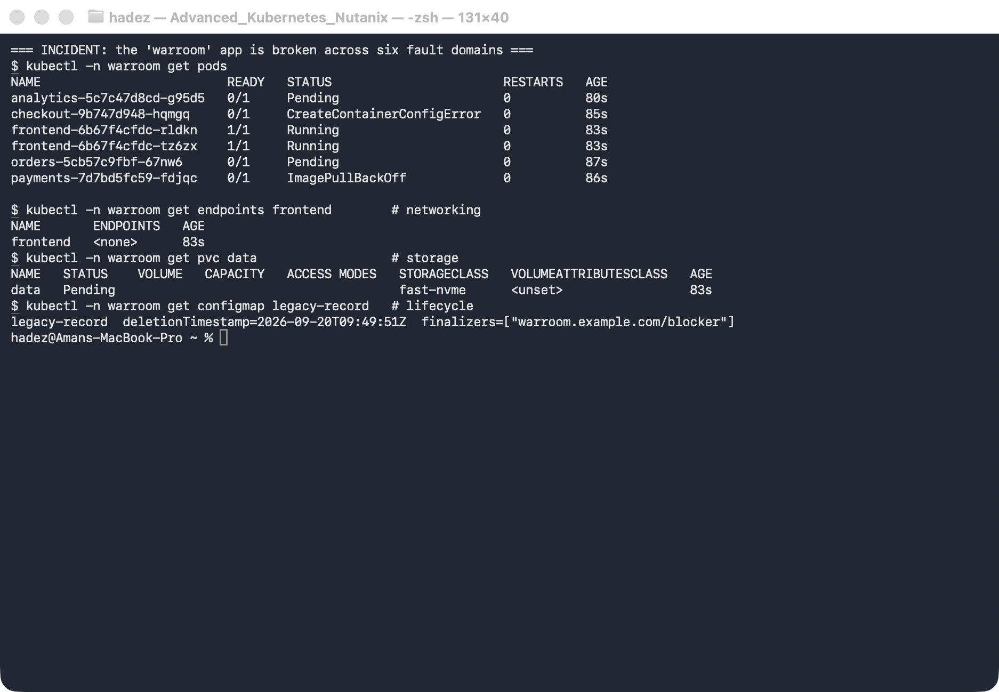 hadez — Advanced_Kubernetes_Nutanix — -zsh — 131×40
=== INCIDENT: the 'warroom' app is broken across six fault domains ===
$ kubectl -n warroom get pods
NAME                         READY   STATUS                       RESTARTS   AGE
analytics-5c7c47d8cd-g95d5   0/1     Pending                      0          80s
checkout-9b747d948-hqmgq     0/1     CreateContainerConfigError   0          85s
frontend-6b67f4cfdc-rldkn    1/1     Running                      0          83s
frontend-6b67f4cfdc-tz6zx    1/1     Running                      0          83s
orders-5cb57c9fbf-67nw6      0/1     Pending                      0          87s
payments-7d7bd5fc59-fdjqc    0/1     ImagePullBackOff             0          86s
$ kubectl -n warroom get endpoints frontend        # networking
NAME       ENDPOINTS   AGE
frontend   <none>      83s
$ kubectl -n warroom get pvc data                  # storage
NAME   STATUS    VOLUME   CAPACITY   ACCESS MODES   STORAGECLASS   VOLUMEATTRIBUTESCLASS   AGE
data   Pending                                      fast-nvme      <unset>                 83s
$ kubectl -n warroom get configmap legacy-record   # lifecycle
legacy-record  deletionTimestamp=2026-09-20T09:49:51Z  finalizers=["warroom.example.com/blocker"]
hadez@Amans-MacBook-Pro ~ %